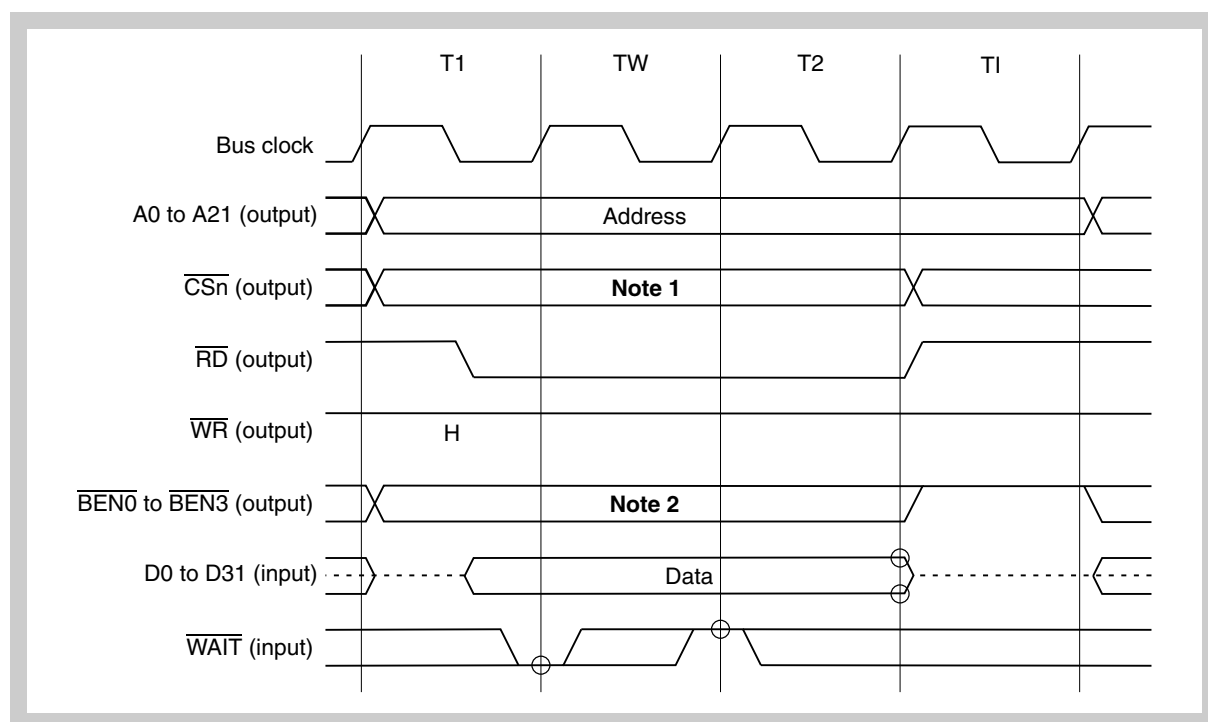 T1 TW T2 TI
Bus clock
A0 to A21 (output) Address
CSn (output) Note 1
RD (output)
WR (output) H
BEN0 to BEN3 (output) Note 2
D0 to D31 (input) Data
WAIT (input)